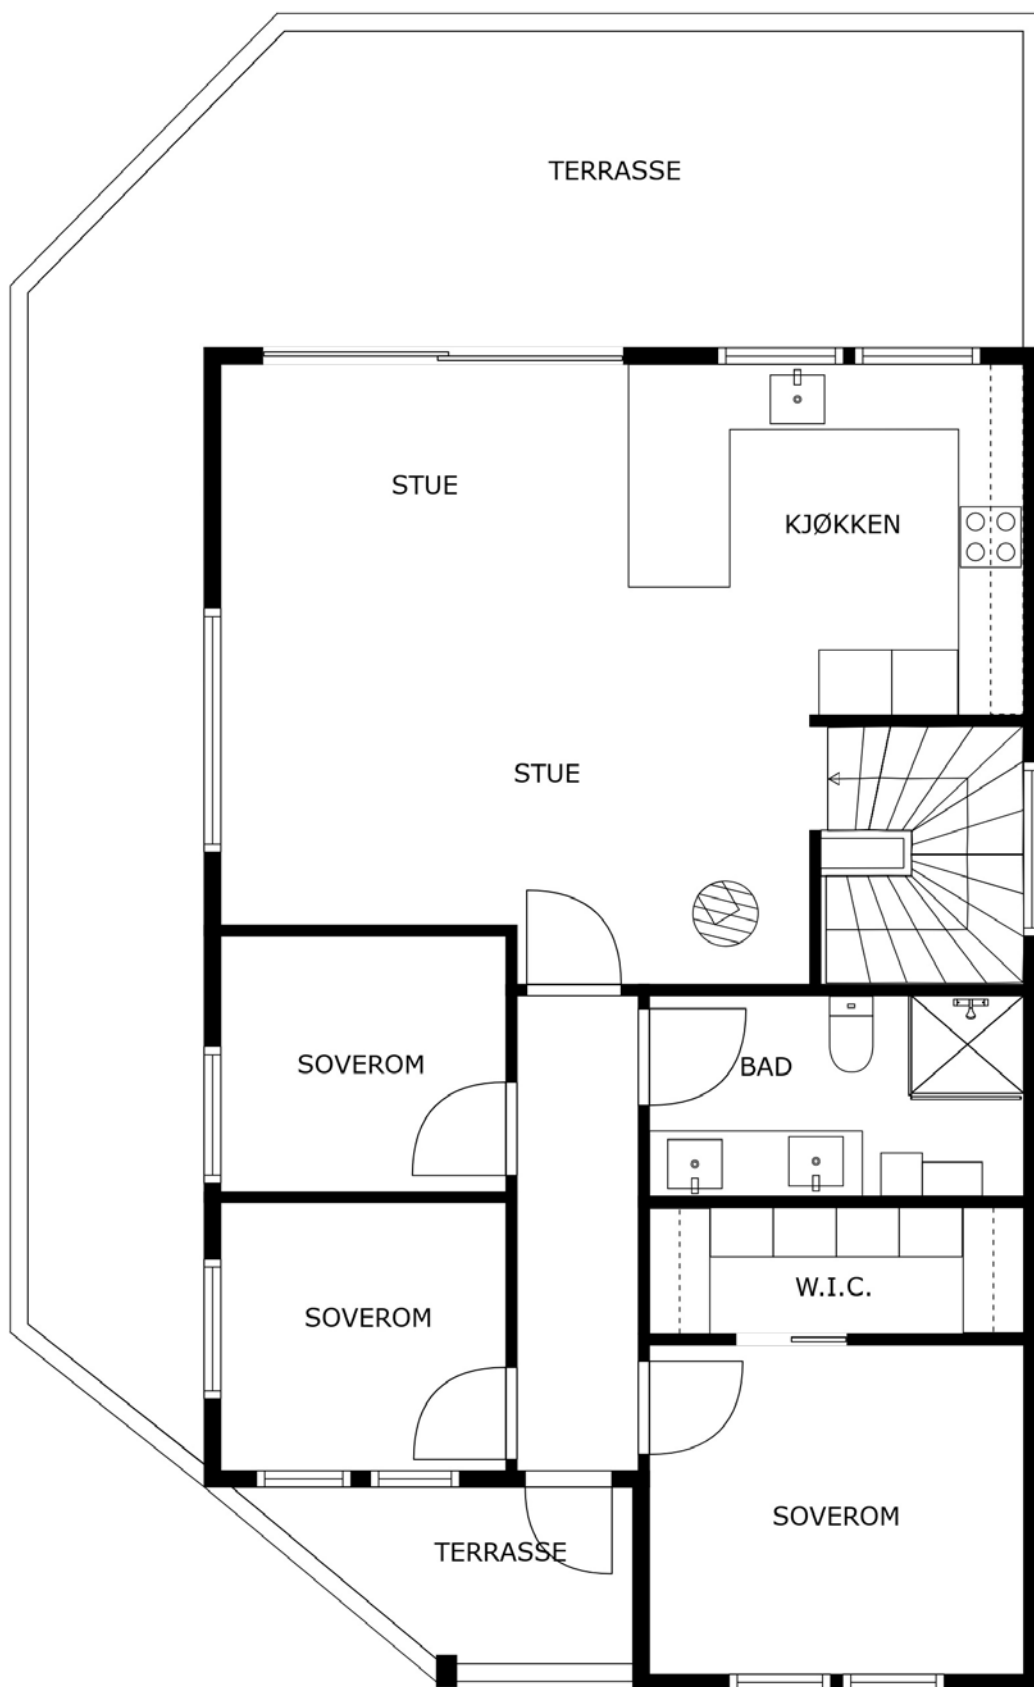 TERRASSE
STUE
KJØKKEN
STUE
SOVEROM
BAD
W.I.C.
SOVEROM
SOVEROM
TERRASSE